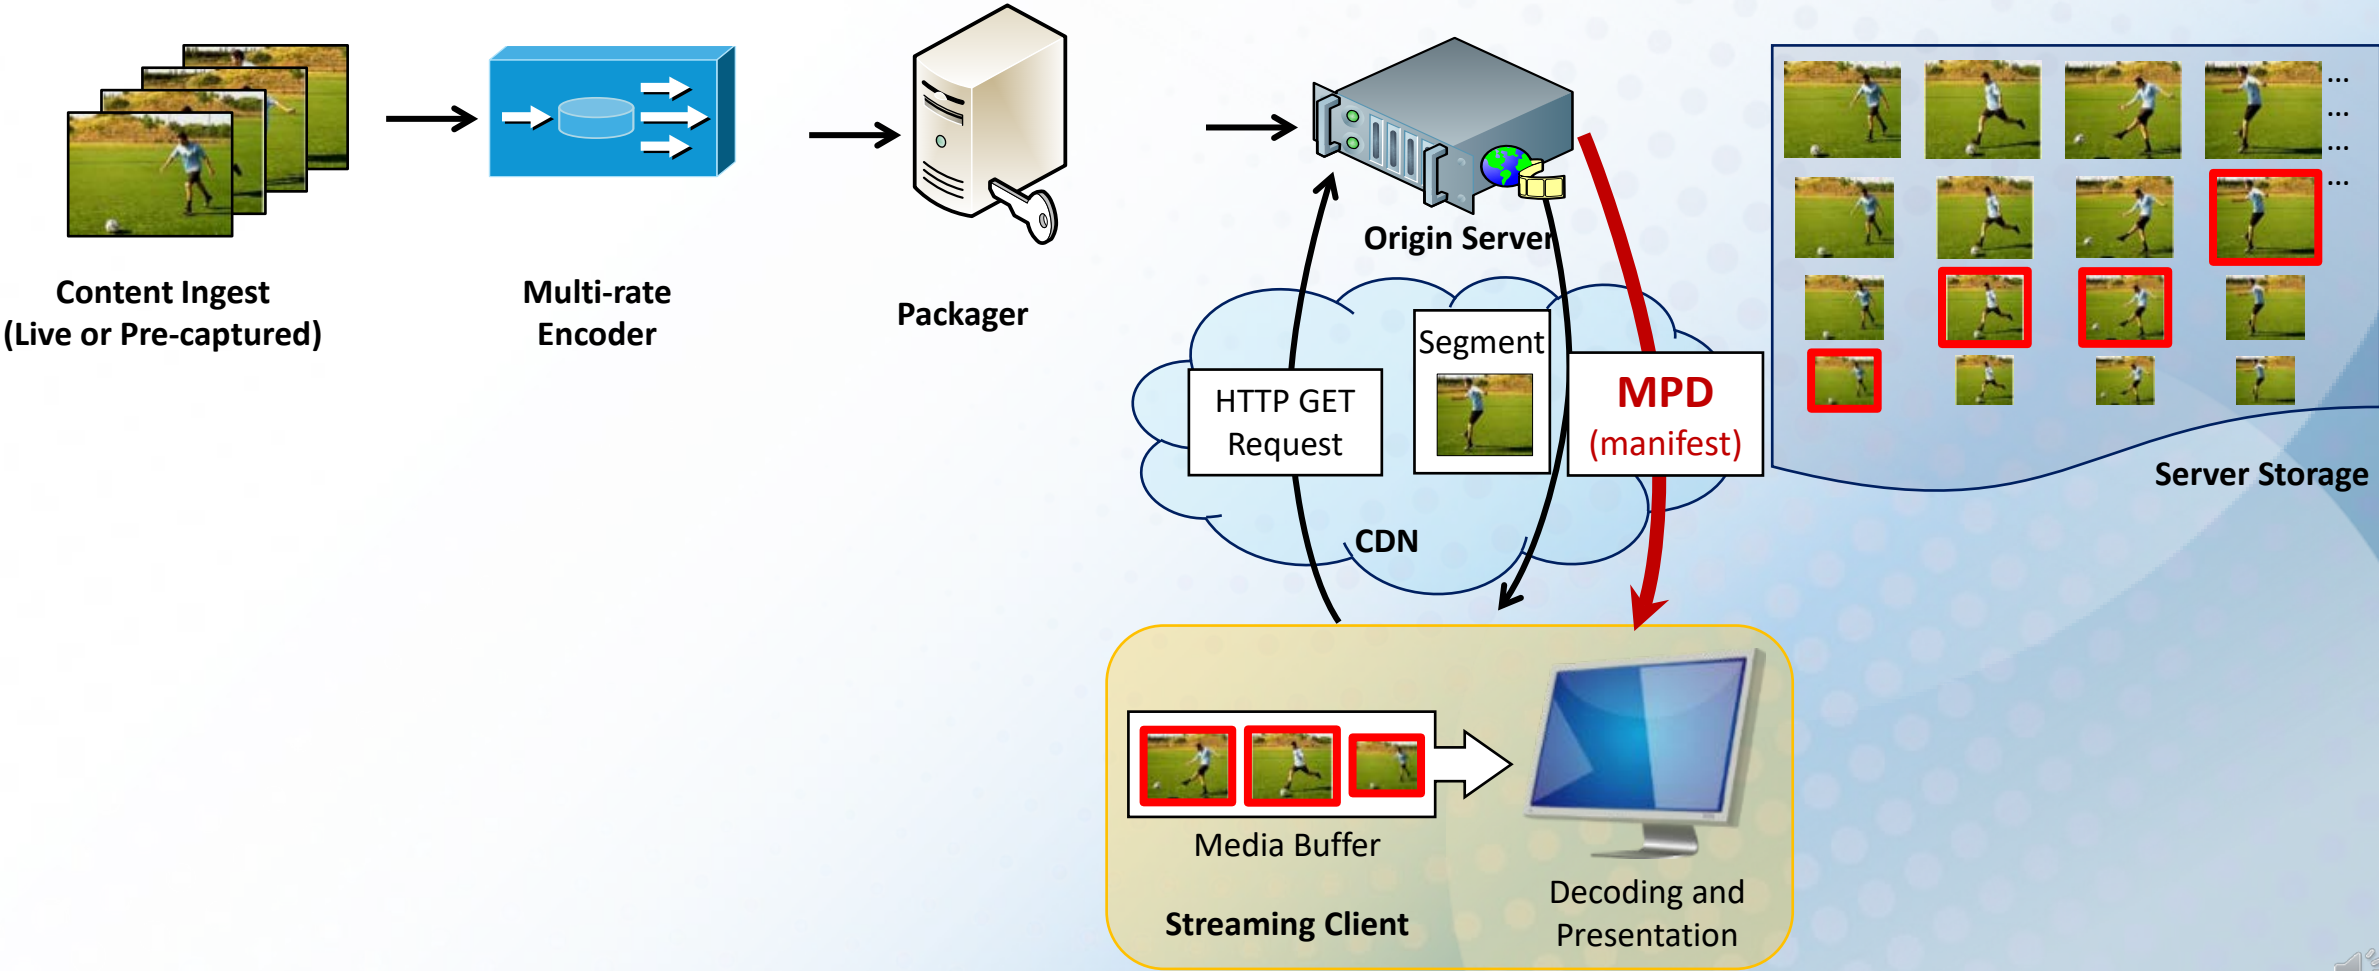 Content Ingest
(Live or Pre-captured)
Multi-rate
Encoder
Packager
Origin Server
HTTP GET
Request
Segment
MPD
(manifest)
CDN
...
...
...
...
Server Storage
Media Buffer
Streaming Client
Decoding and
Presentation